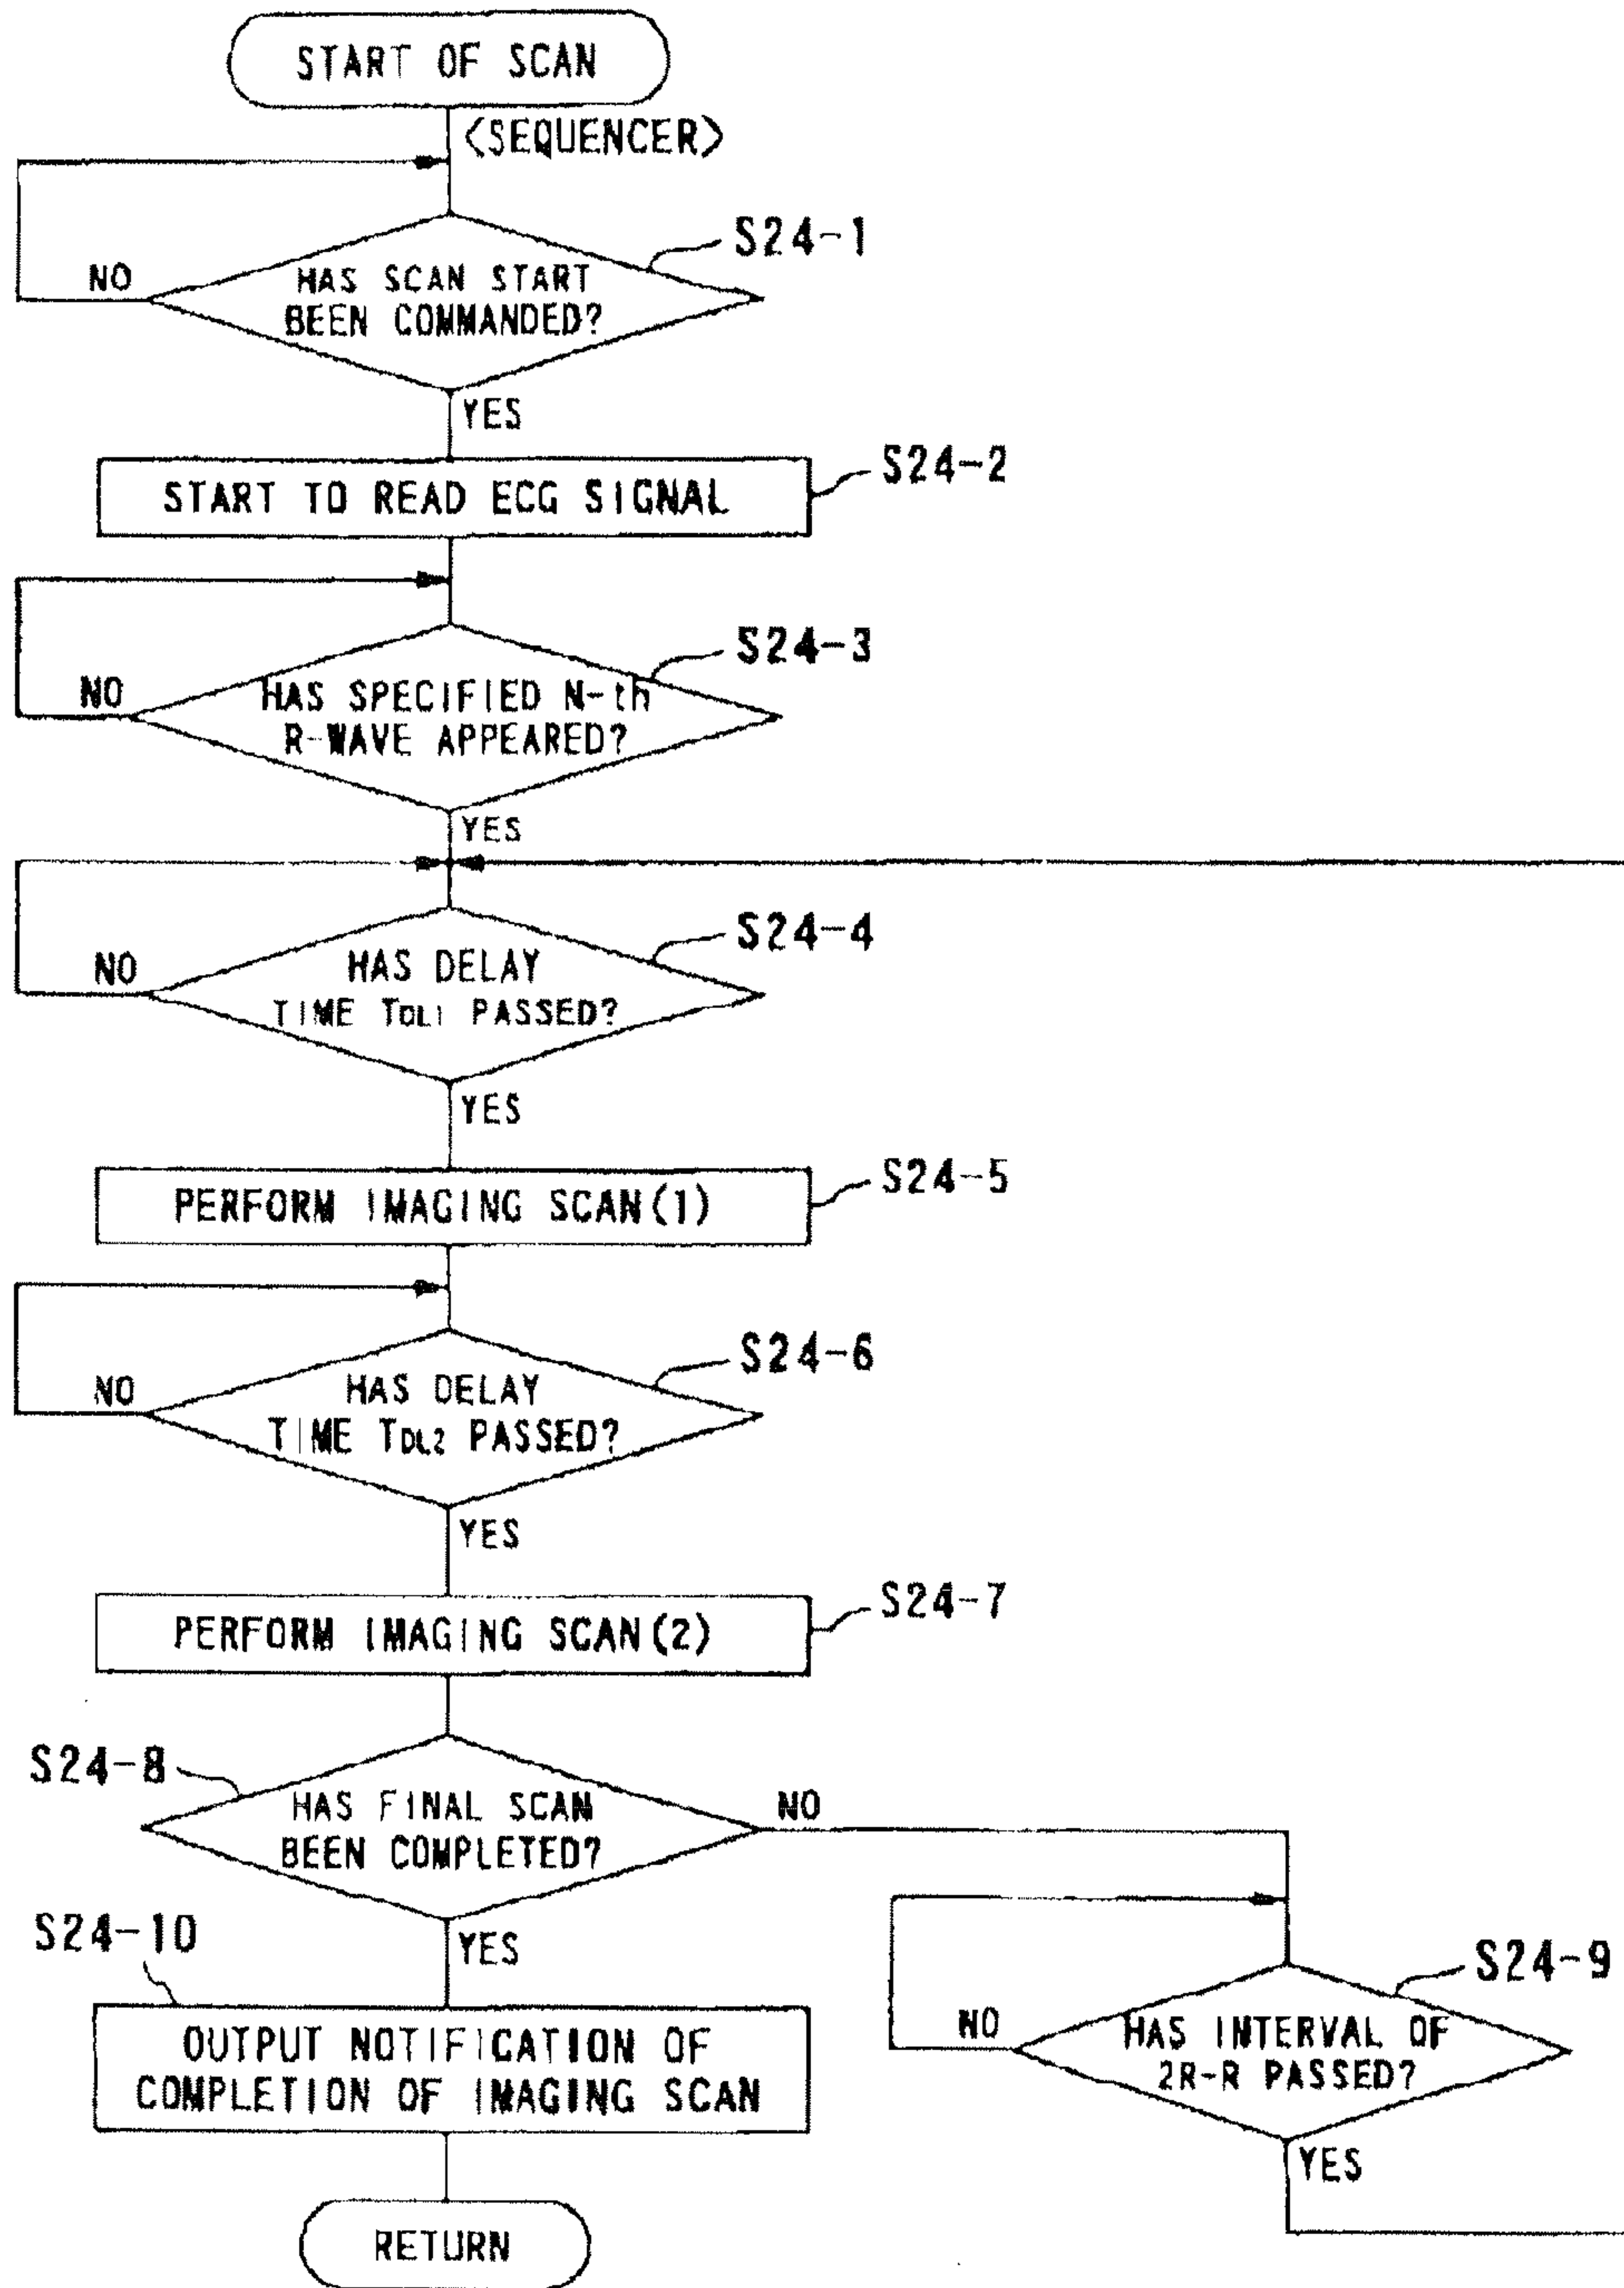 START OF SCAN
<SEQUENCER>
S24-1
NO
HAS SCAN START
BEEN COMMANDED?
YES
S24-2
START TO READ ECG SIGNAL
S24-3
NO
HAS SPECIFIED N-th
R-WAVE APPEARED?
YES
S24-4
NO
HAS DELAY
TIME TDL1 PASSED?
YES
S24-5
PERFORM IMAGING SCAN(1)
S24-6
NO
HAS DELAY
TIME TDL2 PASSED?
YES
S24-7
PERFORM IMAGING SCAN(2)
S24-8
HAS FINAL SCAN
BEEN COMPLETED?
NO
YES
S24-9
NO
HAS INTERVAL OF
2R-R PASSED?
YES
S24-10
OUTPUT NOTIFICATION OF
COMPLETION OF IMAGING SCAN
RETURN